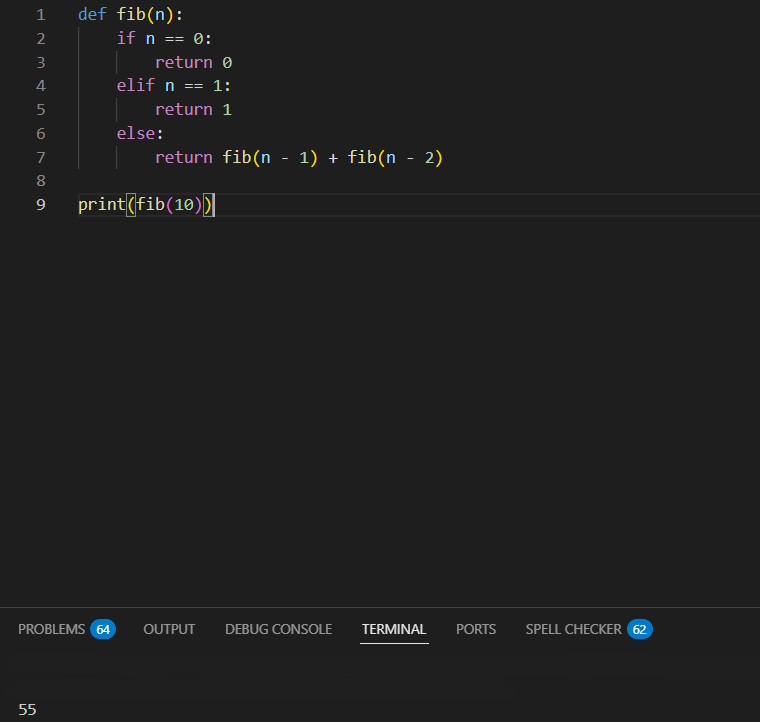 1 def fib(n):
2     if n == 0:
3         return 0
4     elif n == 1:
5         return 1
6     else:
7         return fib(n - 1) + fib(n - 2)
8
9 print(fib(10))
PROBLEMS 64 OUTPUT DEBUG CONSOLE TERMINAL PORTS SPELL CHECKER 62
55